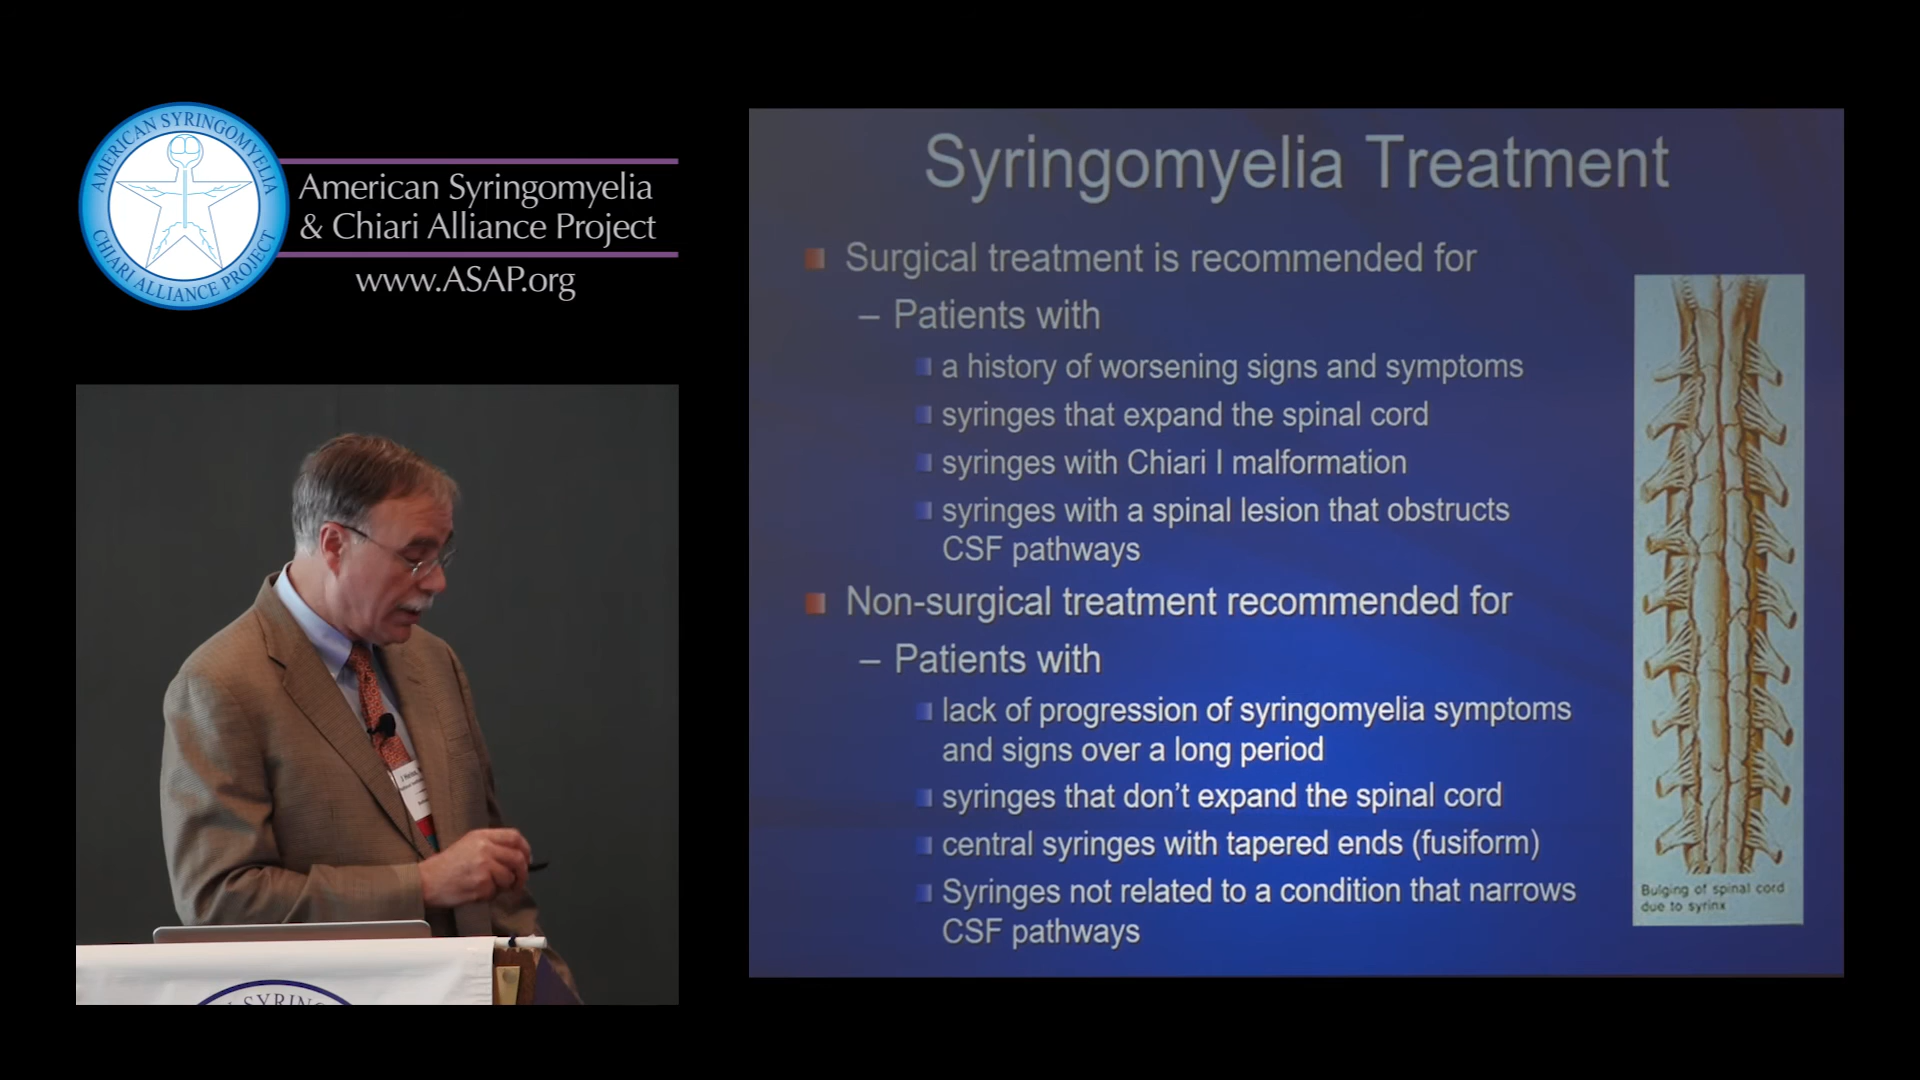 AMERICAN SYRINGOMYELIA
CHIARI ALLIANCE PROJECT
American Syringomyelia
& Chiari Alliance Project
www.ASAP.org
Syringomyelia Treatment
Surgical treatment is recommended for
– Patients with
a history of worsening signs and symptoms
syringes that expand the spinal cord
syringes with Chiari I malformation
syringes with a spinal lesion that obstructs
CSF pathways
Non-surgical treatment recommended for
– Patients with
lack of progression of syringomyelia symptoms
and signs over a long period
syringes that don't expand the spinal cord
central syringes with tapered ends (fusiform)
Syringes not related to a condition that narrows
CSF pathways
Bulging of spinal cord
due to syrinx